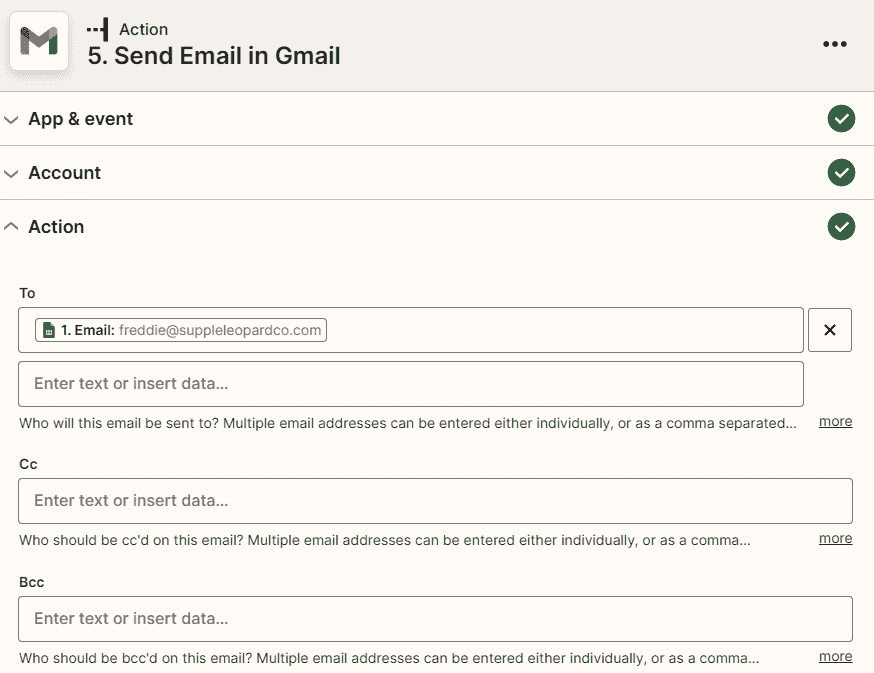 Action
5. Send Email in Gmail
App & event
Account
Action
To
1. Email: freddie@suppleleopardco.com
Enter text or insert data...
Who will this email be sent to? Multiple email addresses can be entered either individually, or as a comma separated... more
Cc
Enter text or insert data...
Who should be cc'd on this email? Multiple email addresses can be entered either individually, or as a comma... more
Bcc
Enter text or insert data...
Who should be bcc'd on this email? Multiple email addresses can be entered either individually, or as a comma... more